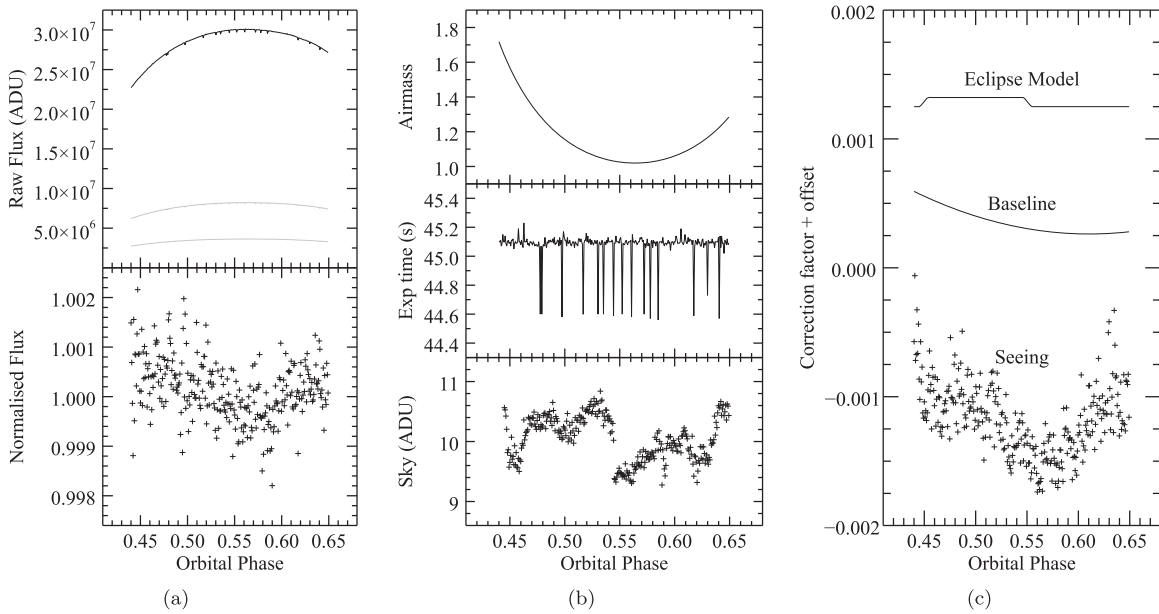 Raw Flux (ADU)
3.0×10⁷
2.5×10⁷
2.0×10⁷
1.5×10⁷
1.0×10⁷
5.0×10⁶
Normalised Flux
1.002
1.001
1.000
0.999
0.998
0.45 0.50 0.55 0.60 0.65
Orbital Phase
(a)
Airmass
1.8
1.6
1.4
1.2
1.0
Exp time (s)
45.4
45.2
45.0
44.8
44.6
44.4
Sky (ADU)
11
10
9
0.45 0.50 0.55 0.60 0.65
Orbital Phase
(b)
Correction factor + offset
0.002
0.001
0.000
−0.001
−0.002
Eclipse Model
Baseline
Seeing
0.45 0.50 0.55 0.60 0.65
Orbital Phase
(c)